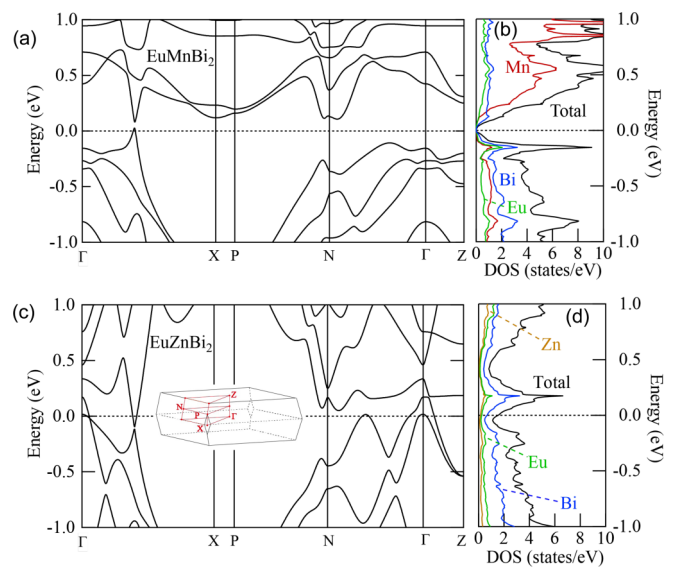 (a)
EuMnBi2
Energy (eV)
1.0
0.5
0.0
-0.5
-1.0
Γ
X
P
N
Γ
Z
(b)
Mn
Total
Bi
Eu
1.0
0.5
0.0
-0.5
-1.0
Energy (eV)
0 2 4 6 8 10
DOS (states/eV)
(c)
EuZnBi2
Energy (eV)
1.0
0.5
0.0
-0.5
-1.0
Z
N
P
Γ
X
Γ
X
P
N
Γ
Z
(d)
Zn
Total
Eu
Bi
1.0
0.5
0.0
-0.5
-1.0
Energy (eV)
0 2 4 6 8 10
DOS (states/eV)